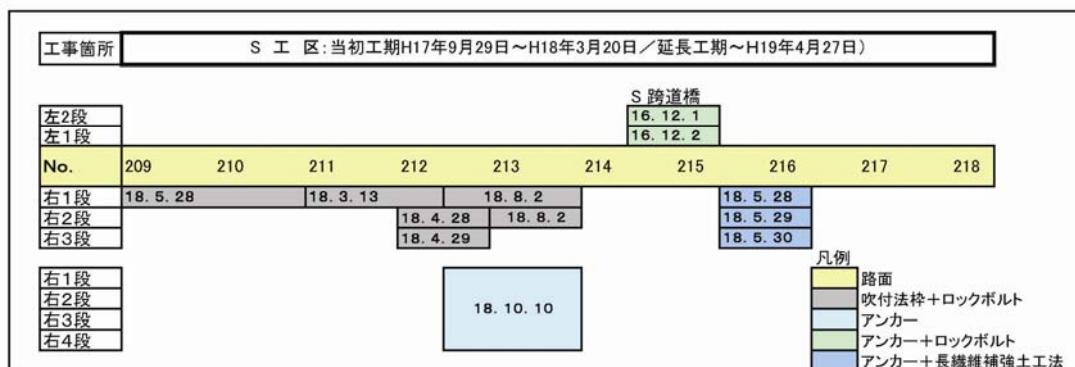 工事箇所 S 工 区:当初工期H17年9月29日~H18年3月20日/延長工期~H19年4月27日)
S 跨道橋
左2段 16.12.1
左1段 16.12.2
No. 209 210 211 212 213 214 215 216 217 218
右1段 18.5.28 18.3.13 18.8.2 18.5.28
右2段 18.4.28 18.8.2 18.5.29
右3段 18.4.29 18.5.30
凡例
右1段 路面
右2段 吹付法枠+ロックボルト
18.10.10
右3段 アンカー
右4段 アンカー+ロックボルト
アンカー+長繊維補強土工法